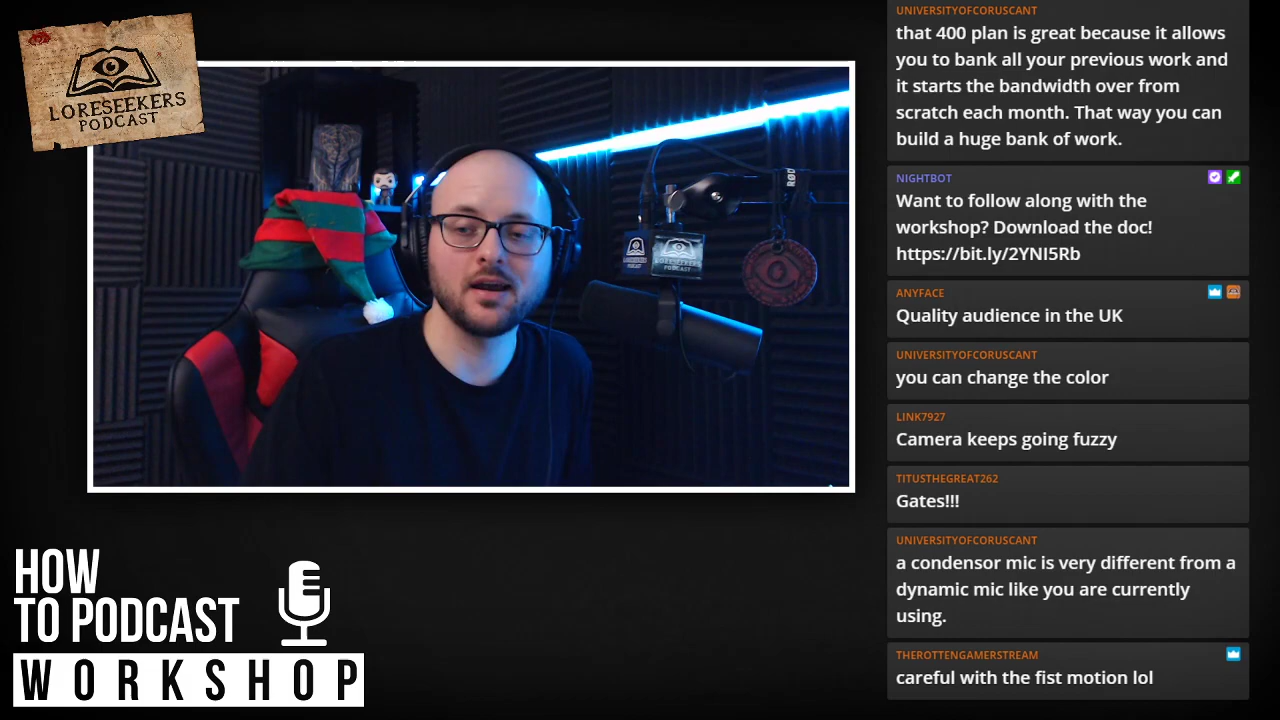 LORESEEKERS
PODCAST
RØD
LORESEEKERS
PODCAST
HOW
TO PODCAST
WORKSHOP
UNIVERSITYOFCORUSCANT
that 400 plan is great because it allows
you to bank all your previous work and
it starts the bandwidth over from
scratch each month. That way you can
build a huge bank of work.
NIGHTBOT
Want to follow along with the
workshop? Download the doc!
https://bit.ly/2YNI5Rb
ANYFACE
Quality audience in the UK
UNIVERSITYOFCORUSCANT
you can change the color
LINK7927
Camera keeps going fuzzy
TITUSTHEGREAT262
Gates!!!
UNIVERSITYOFCORUSCANT
a condensor mic is very different from a
dynamic mic like you are currently
using.
THEROTTENGAMERSTREAM
careful with the fist motion lol